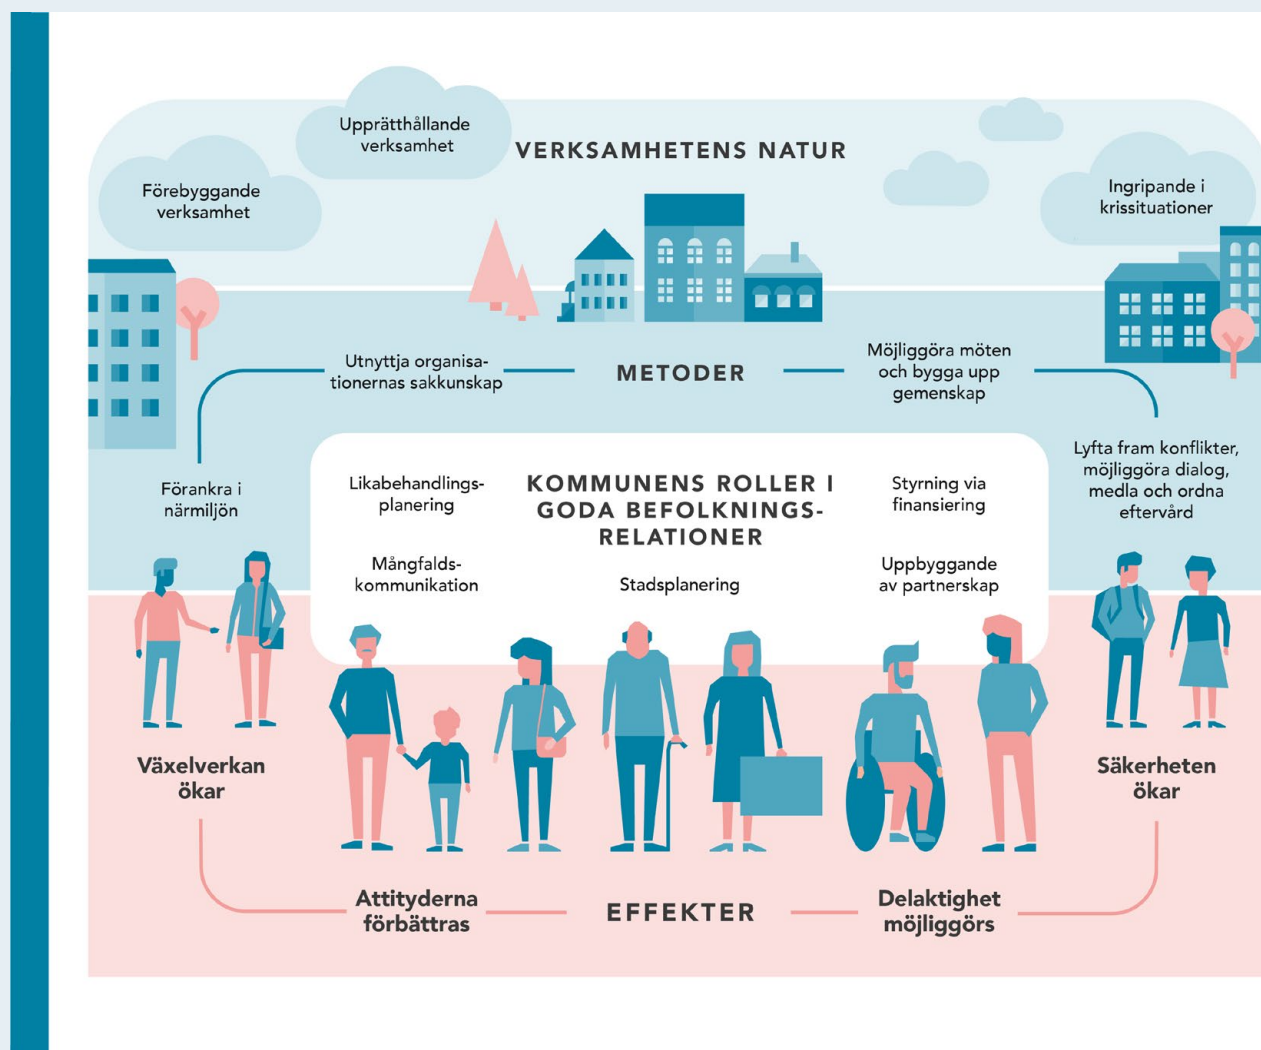 Upprätthållande
verksamhet
VERKSAMHETENS NATUR
Förebyggande
verksamhet
Ingripande i
krissituationer
Utnyttja organisa-
tionernas sakkunskap
METODER
Möjliggöra möten
och bygga upp
gemenskap
Förankra i
närmiljön
Lyfta fram konflikter,
möjliggöra dialog,
medla och ordna
eftervård
KOMMUNENS ROLLER I
GODA BEFOLKNINGS-
RELATIONER
Likabehandlings-
planering
Styrning via
finansiering
Mångfalds-
kommunikation
Stadsplanering
Uppbyggande
av partnerskap
Växelverkan
ökar
Säkerheten
ökar
Attityderna
förbättras
EFFEKTER
Delaktighet
möjliggörs